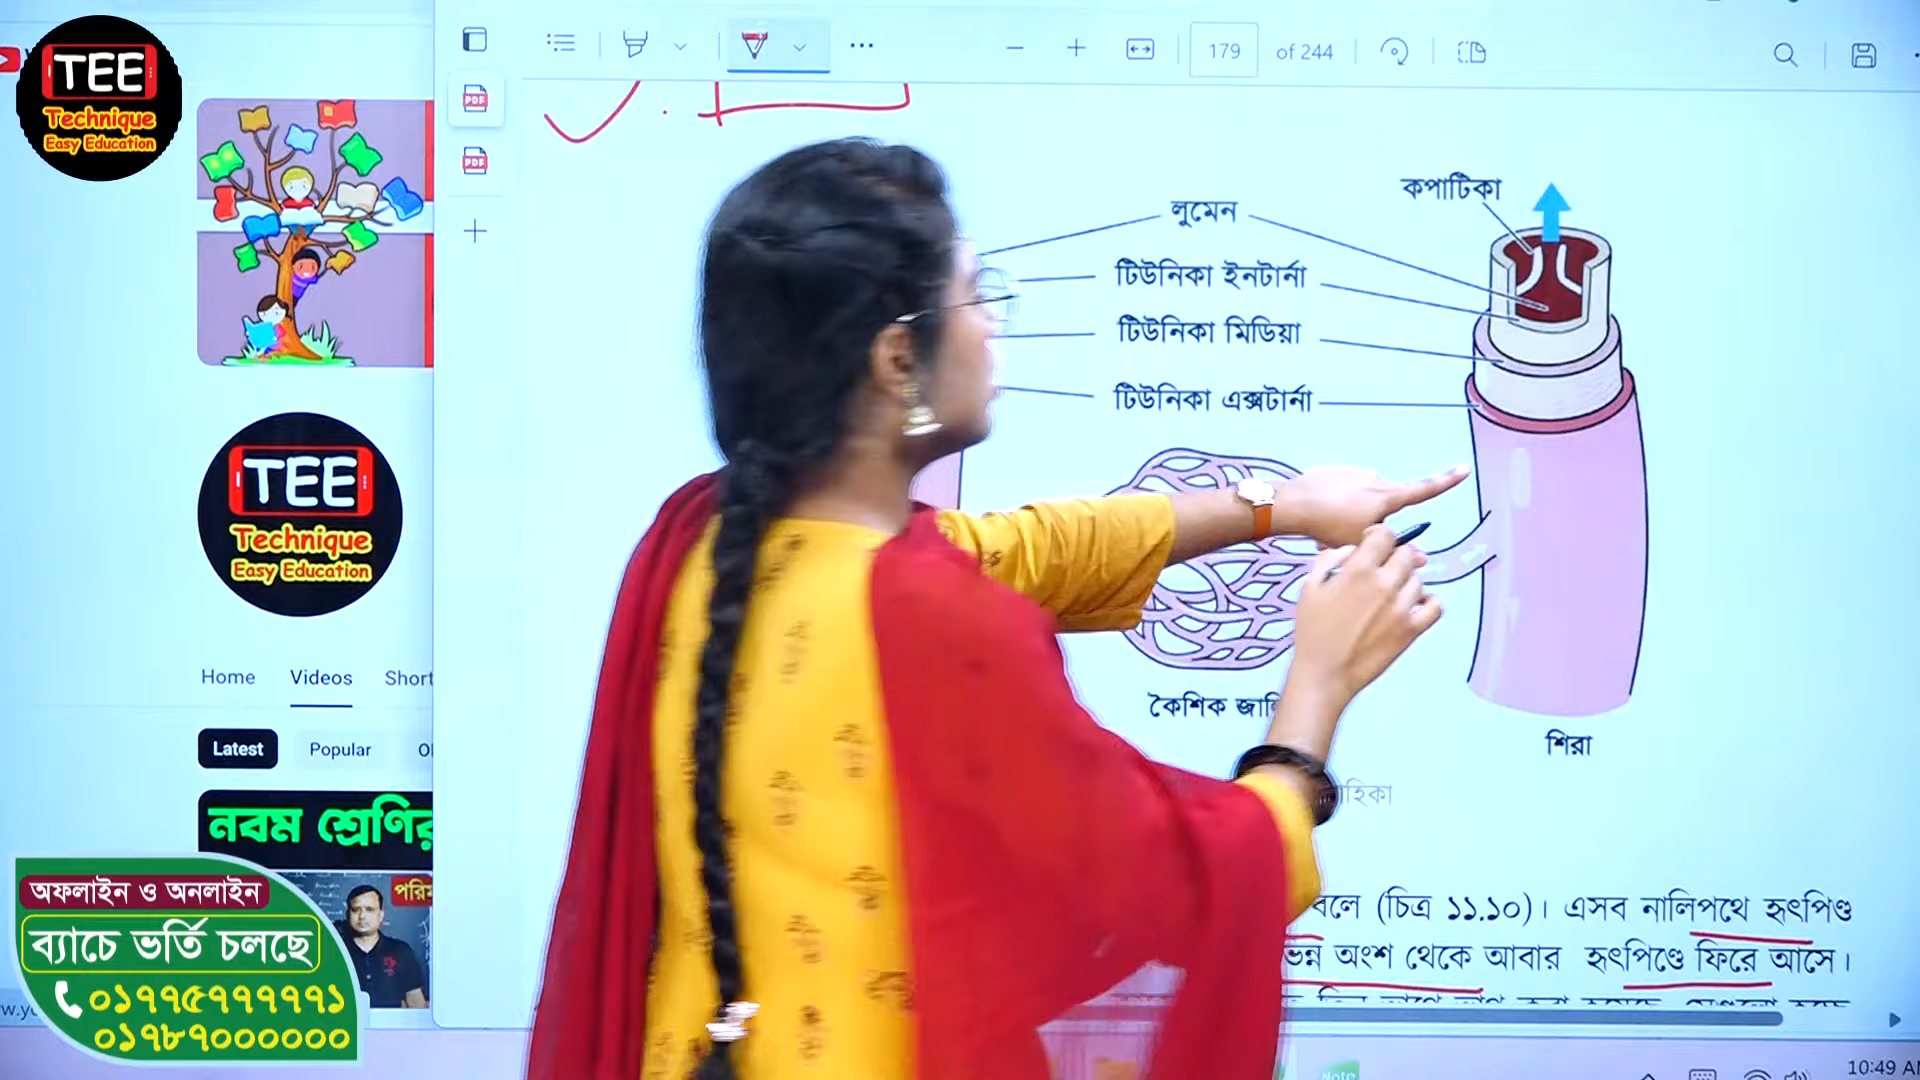 TEE
Technique
Easy Education
179 of 244
PDF
PDF
কপাটিকা
লুমেন
টিউনিকা ইনটার্না
টিউনিকা মিডিয়া
টিউনিকা এক্সটার্না
কৈশিক
শিরা
TEE
Technique
Easy Education
Home Videos
Latest Popular
নবম
বলে (চিত্র ১১.১০)। এসব নালিপথে হৃৎপিণ্ড
অংশ থেকে আবার হৃৎপিণ্ডে ফিরে আসে।
অফলাইন ও অনলাইন
ব্যাচে ভর্তি চলছে
০১৭৭৫৭৭৭৭৭১
০১৭৮৭০০০০০০
10:49